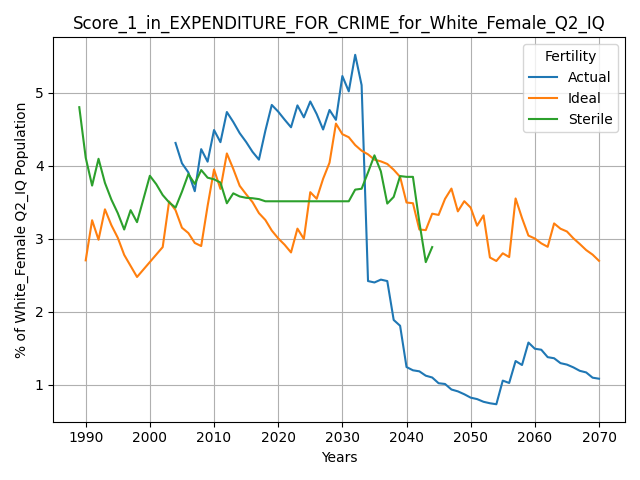 Score_1_in_EXPENDITURE_FOR_CRIME_for_White_Female_Q2_IQ
% of White_Female Q2_IQ Population
5
4
3
2
1
Fertility
Actual
Ideal
Sterile
1990 2000 2010 2020 2030 2040 2050 2060 2070
Years